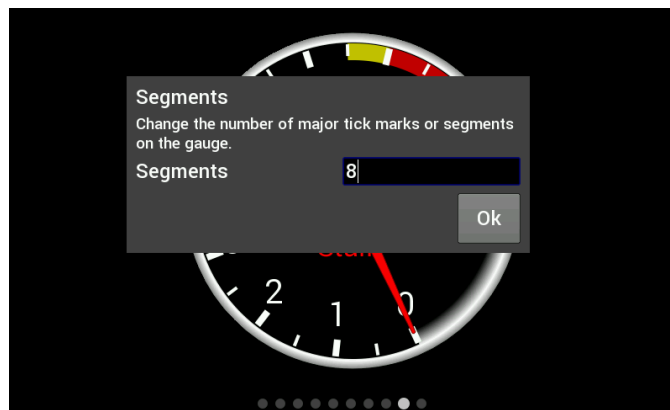 Segments
Change the number of major tick marks or segments
on the gauge.
Segments 8
Ok
2
1
0